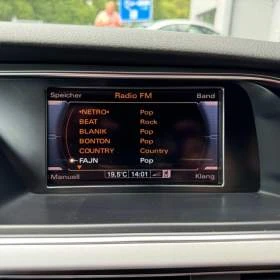 Speicher Radio FM Band
•NETRO• Pop
BEAT Rock
BLANIK Pop
BONTON Pop
COUNTRY Country
FAJN Pop
Manuell 19,5°C 14:01 Klang